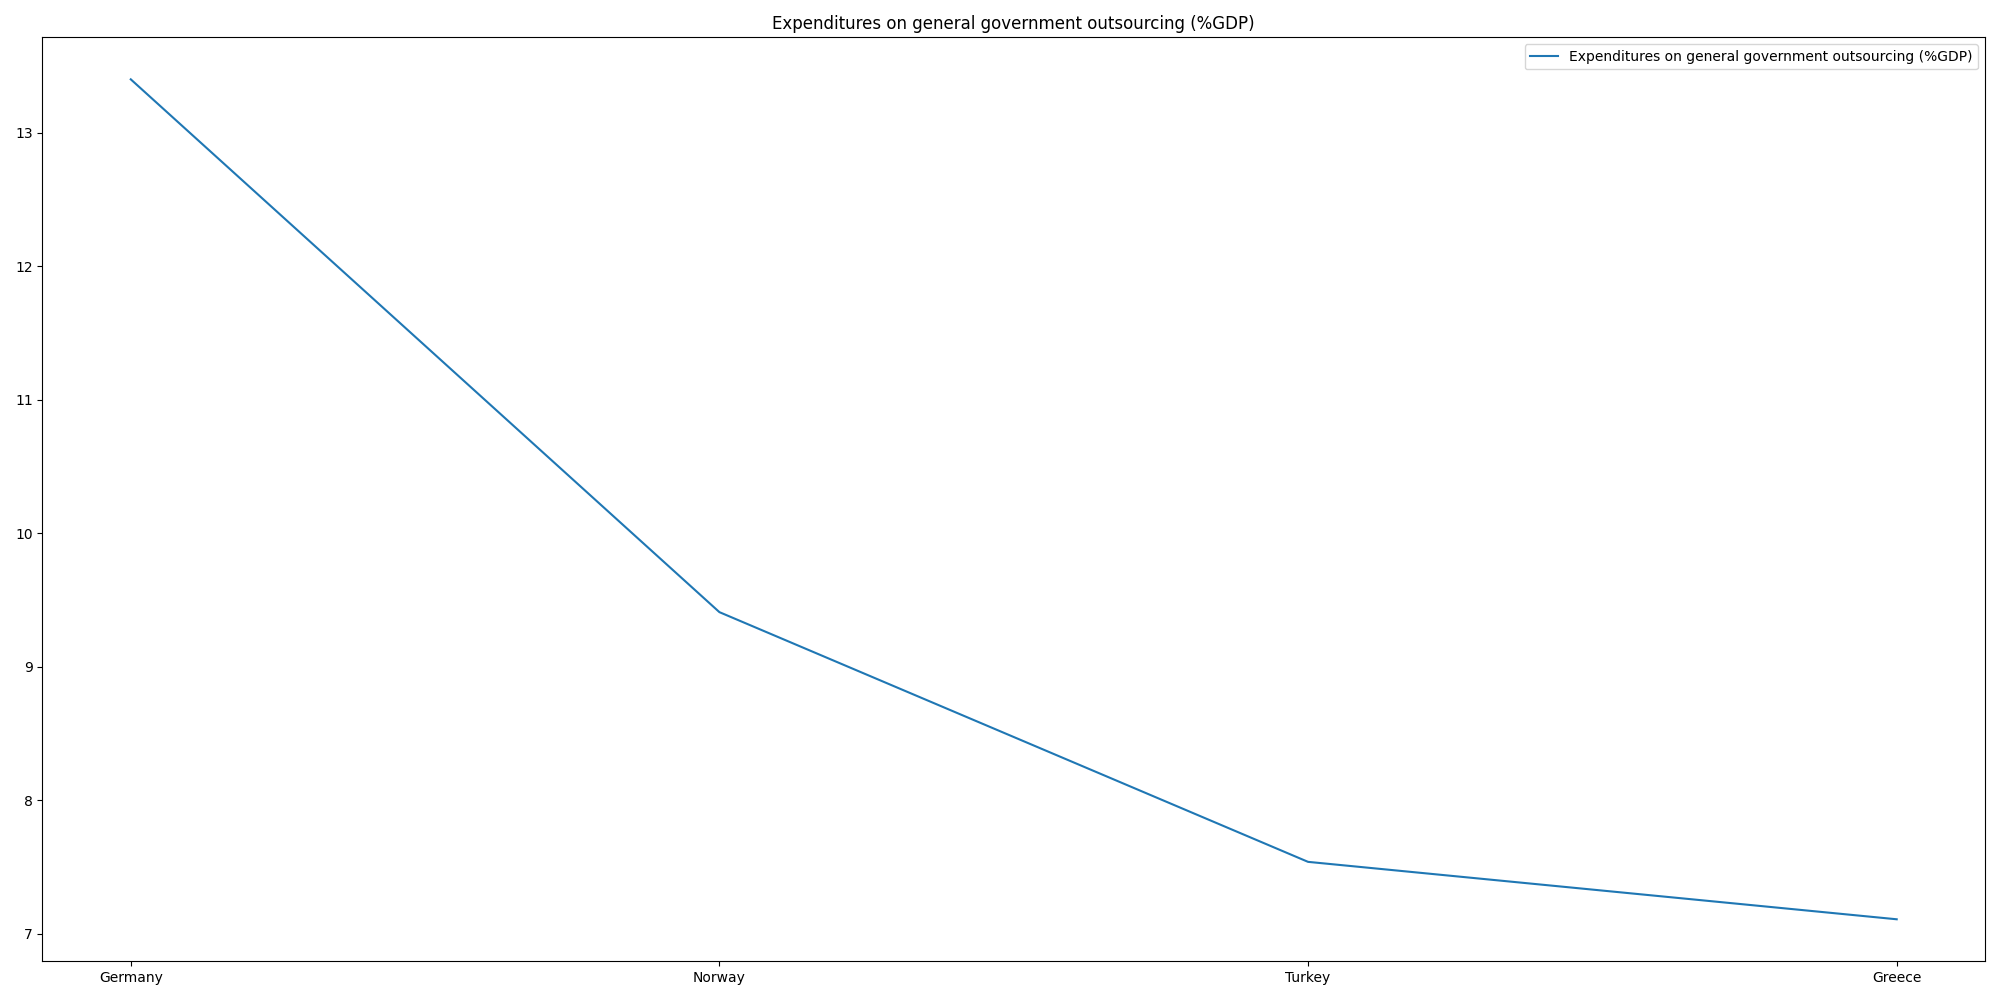 Expenditures on general government outsourcing (%GDP)
Expenditures on general government outsourcing (%GDP)
13
12
11
10
9
8
7
Germany Norway Turkey Greece